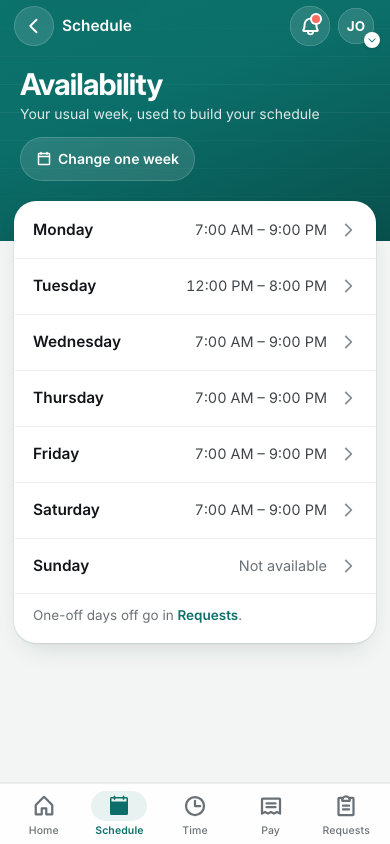 Schedule
JO
Availability
Your usual week, used to build your schedule
Change one week
Monday 7:00 AM – 9:00 PM
Tuesday 12:00 PM – 8:00 PM
Wednesday 7:00 AM – 9:00 PM
Thursday 7:00 AM – 9:00 PM
Friday 7:00 AM – 9:00 PM
Saturday 7:00 AM – 9:00 PM
Sunday Not available
One-off days off go in Requests.
Home Schedule Time Pay Requests